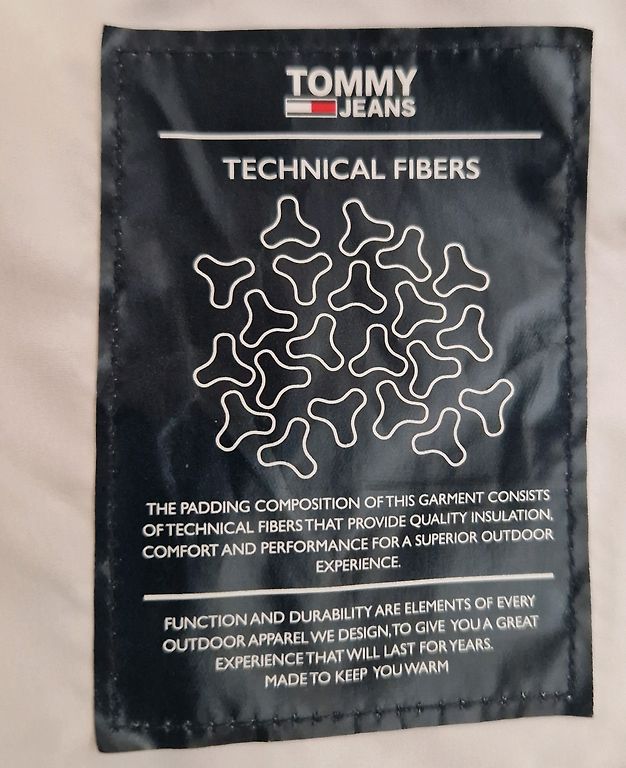 TOMMY
JEANS
TECHNICAL FIBERS
THE PADDING COMPOSITION OF THIS GARMENT CONSISTS
OF TECHNICAL FIBERS THAT PROVIDE QUALITY INSULATION,
COMFORT AND PERFORMANCE FOR A SUPERIOR OUTDOOR
EXPERIENCE.
FUNCTION AND DURABILITY ARE ELEMENTS OF EVERY
OUTDOOR APPAREL WE DESIGN, TO GIVE YOU A GREAT
EXPERIENCE THAT WILL LAST FOR YEARS.
MADE TO KEEP YOU WARM